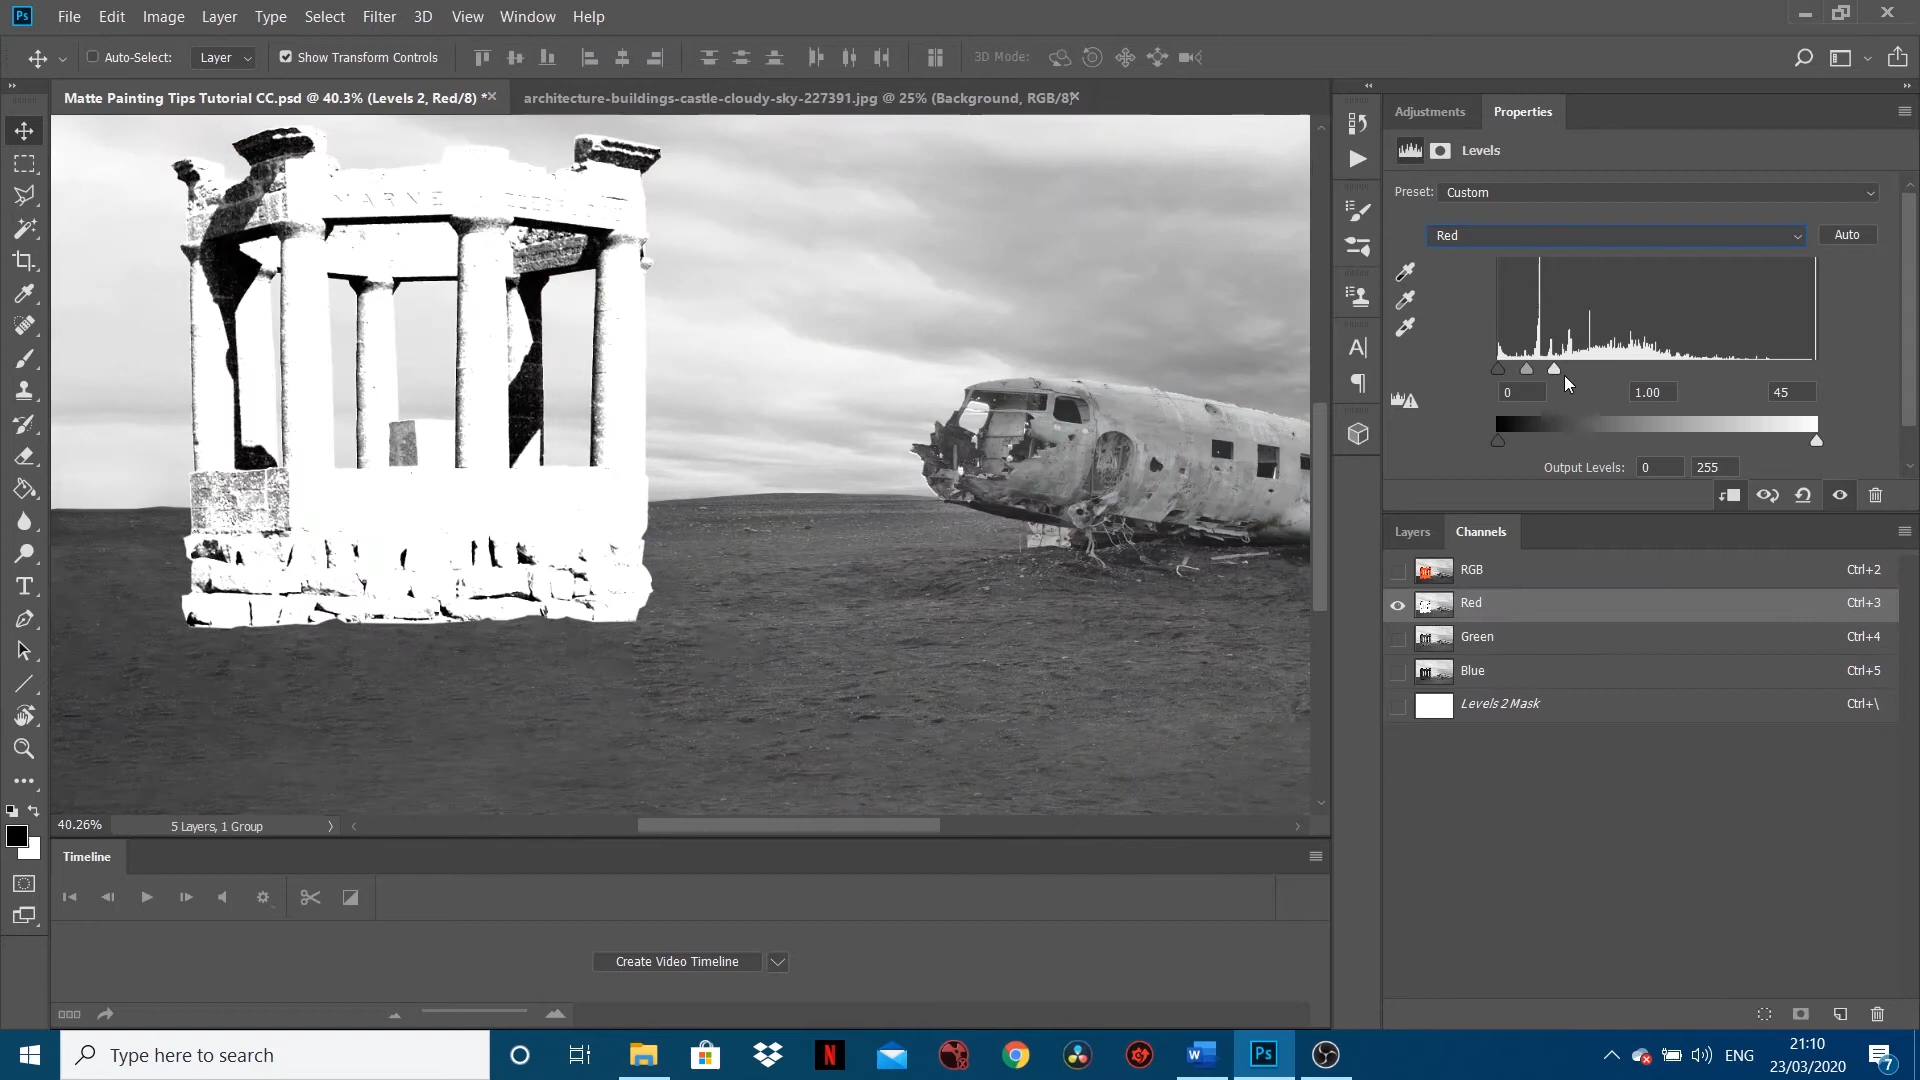 Ps File Edit Image Layer Type Select Filter 3D View Window Help
Auto-Select: Layer Show Transform Controls 3D Mode:
Matte Painting Tips Tutorial CC.psd @ 40.3% (Levels 2, Red/8) * architecture-buildings-castle-cloudy-sky-227391.jpg @ 25% (Background, RGB/8)
Adjustments Properties
Levels
Preset: Custom
Red Auto
0 1.00 45
Output Levels: 0 255
Layers Channels
RGB Ctrl+2
Red Ctrl+3
Green Ctrl+4
Blue Ctrl+5
Levels 2 Mask Ctrl+\
MARNE
40.26% 5 Layers, 1 Group
Timeline
Create Video Timeline
Type here to search
N
W
Ps
ENG
21:10
23/03/2020
7